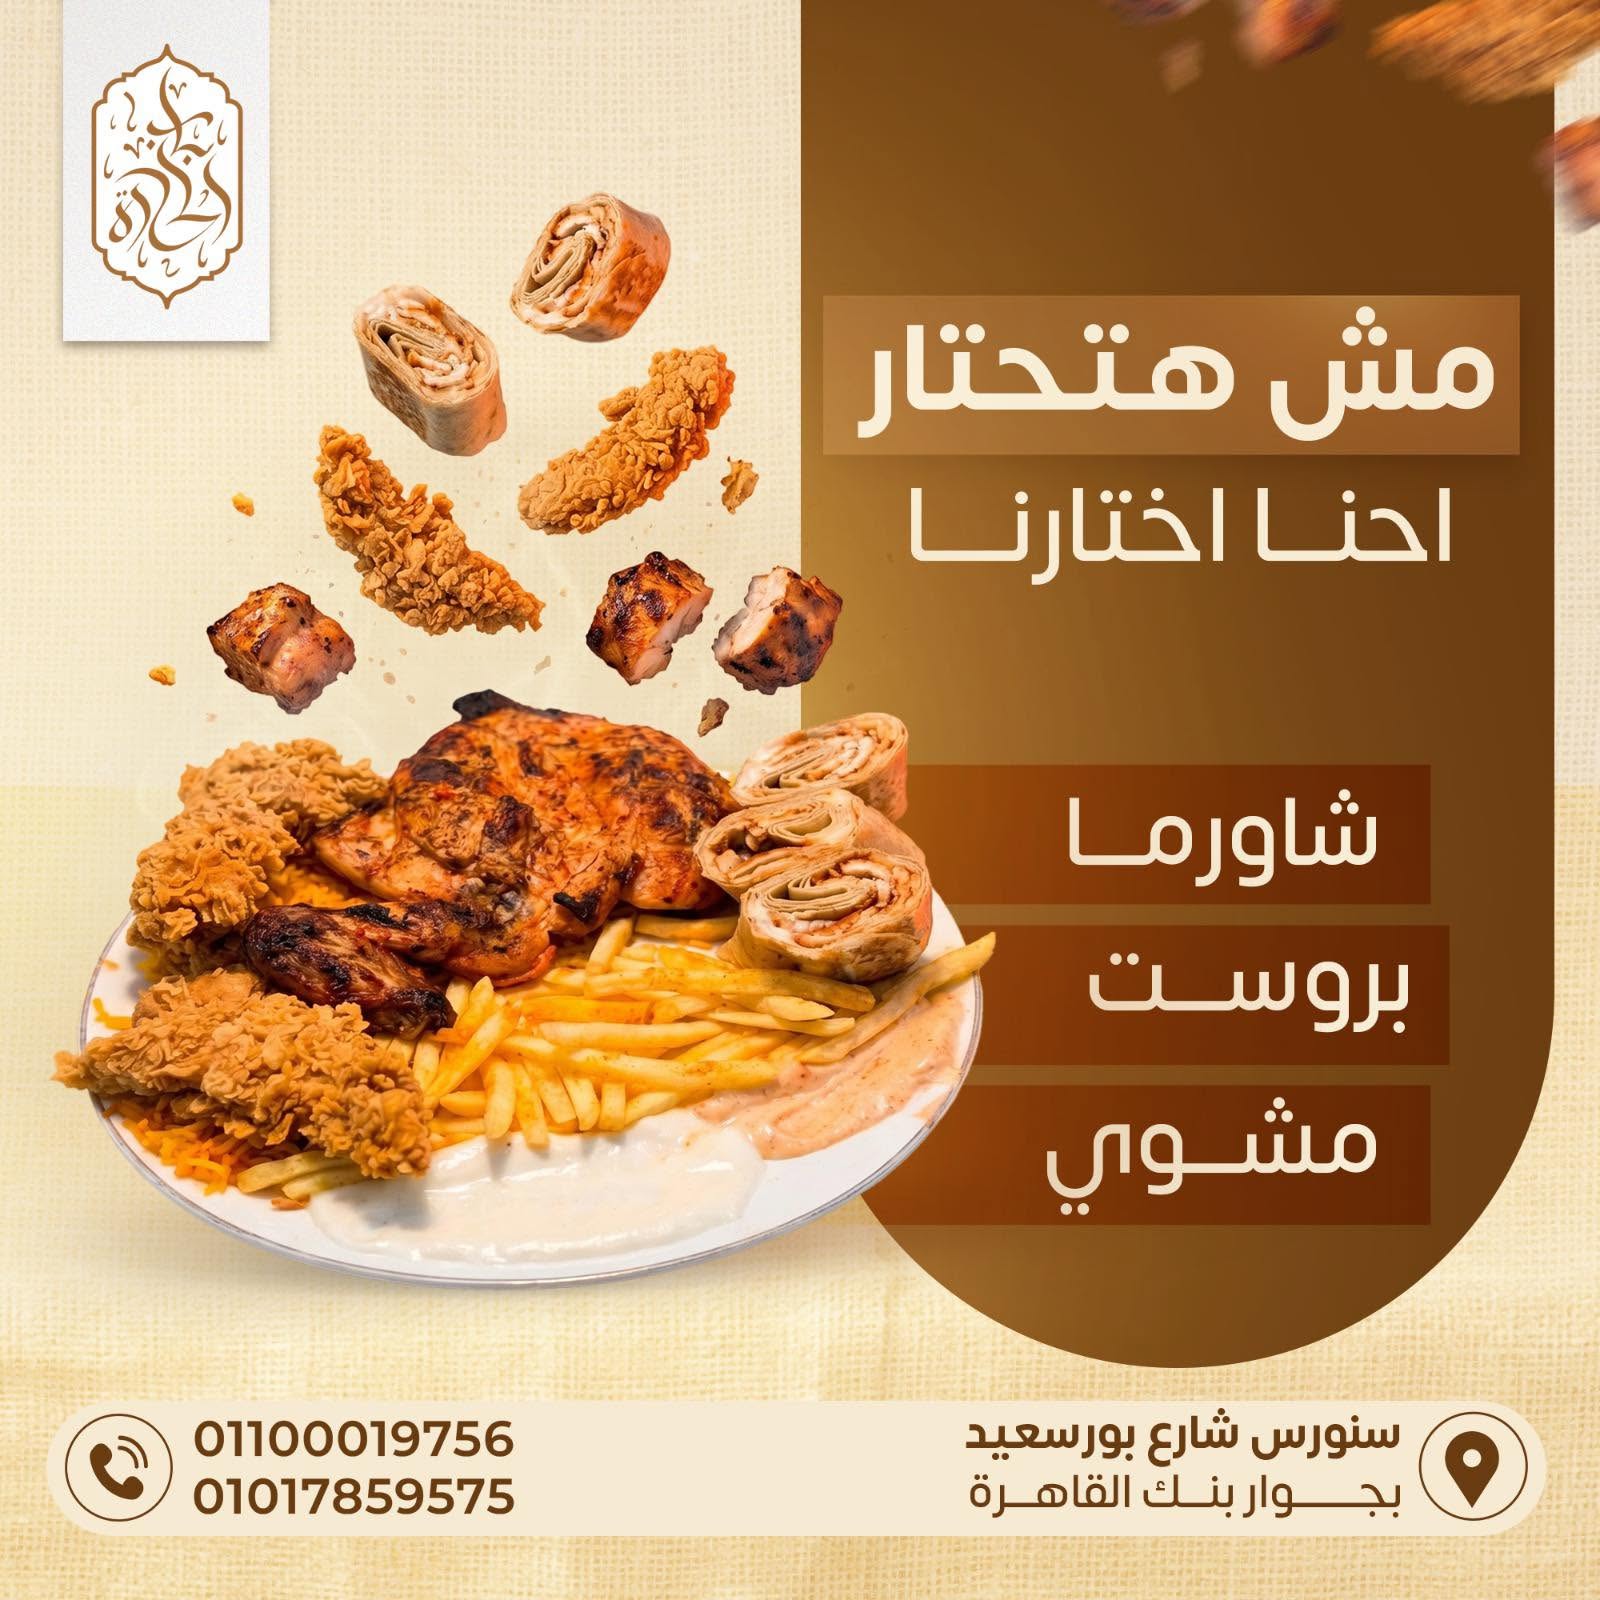 مش هتحتار
احنا اختارنا
شاورما
بروست
مشوي
سنورس شارع بورسعيد
بجوار بنك القاهرة
01100019756
01017859575